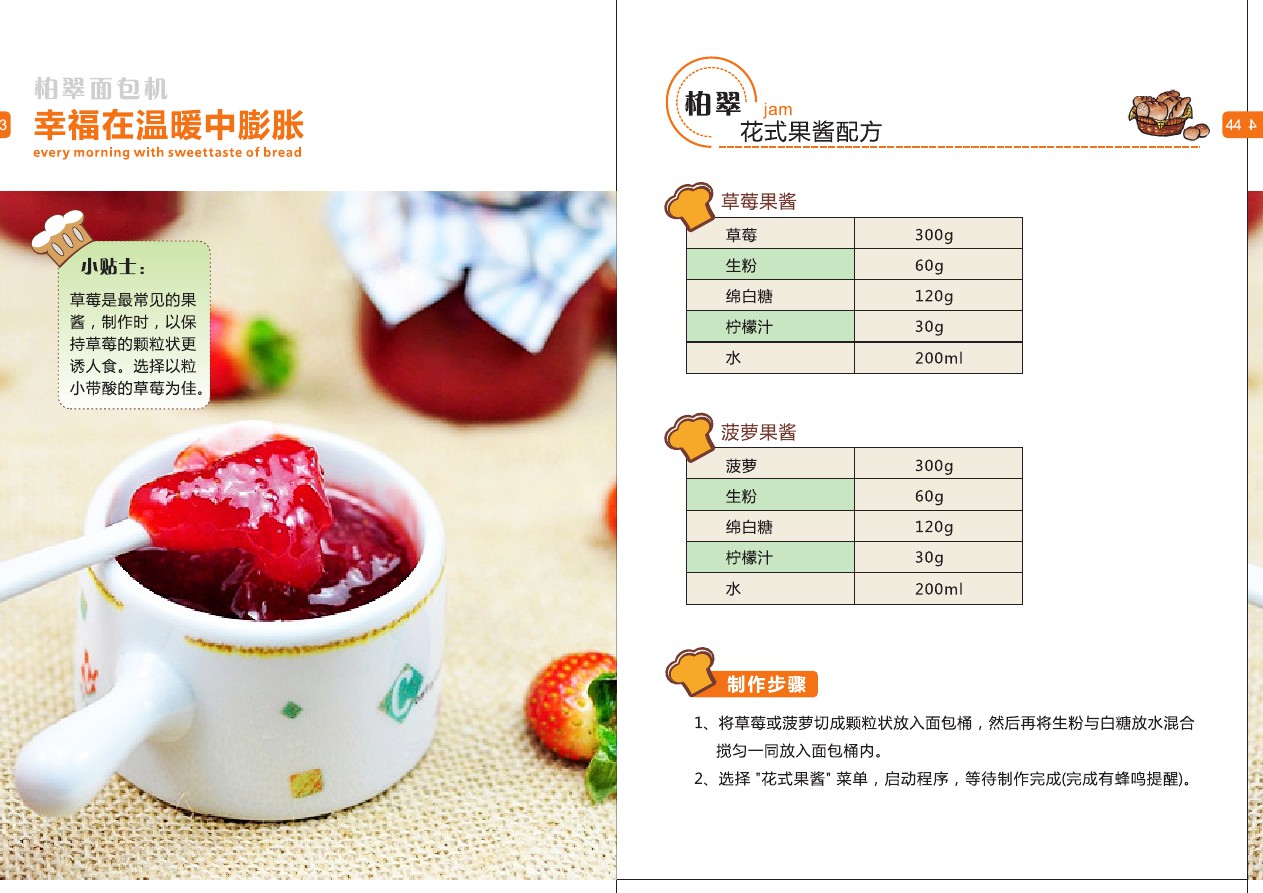 柏翠面包机
幸福在温暖中膨胀
every morning with sweettaste of bread
3
小贴士：
草莓是最常见的果
酱，制作时，以保
持草莓的颗粒状更
诱人食。选择以粒
小带酸的草莓为佳。
柏翠
jam
花式果酱配方
44
4
草莓果酱
草莓 300g
生粉 60g
绵白糖 120g
柠檬汁 30g
水 200ml
菠萝果酱
菠萝 300g
生粉 60g
绵白糖 120g
柠檬汁 30g
水 200ml
制作步骤
1、将草莓或菠萝切成颗粒状放入面包桶，然后再将生粉与白糖放水混合
搅匀一同放入面包桶内。
2、选择 "花式果酱" 菜单，启动程序，等待制作完成(完成有蜂鸣提醒)。